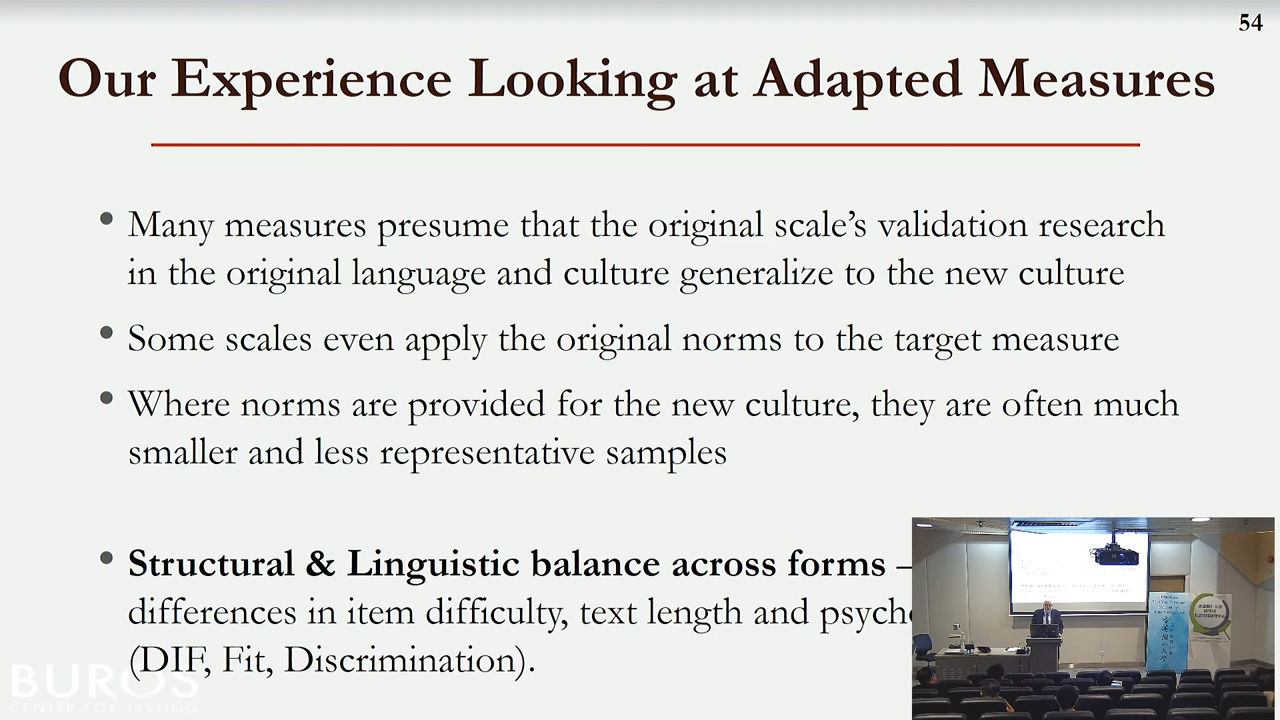 54
Our Experience Looking at Adapted Measures
• Many measures presume that the original scale’s validation research
in the original language and culture generalize to the new culture
• Some scales even apply the original norms to the target measure
• Where norms are provided for the new culture, they are often much
smaller and less representative samples
• Structural & Linguistic balance across forms –
differences in item difficulty, text length and
(DIF, Fit, Discrimination).
BUROS
CENTER FOR TESTING